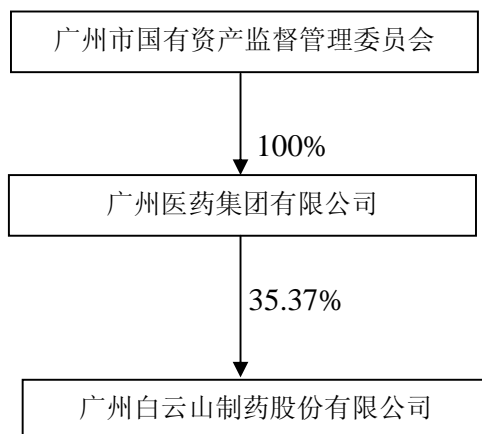 广州市国有资产监督管理委员会
100%
广州医药集团有限公司
35.37%
广州白云山制药股份有限公司